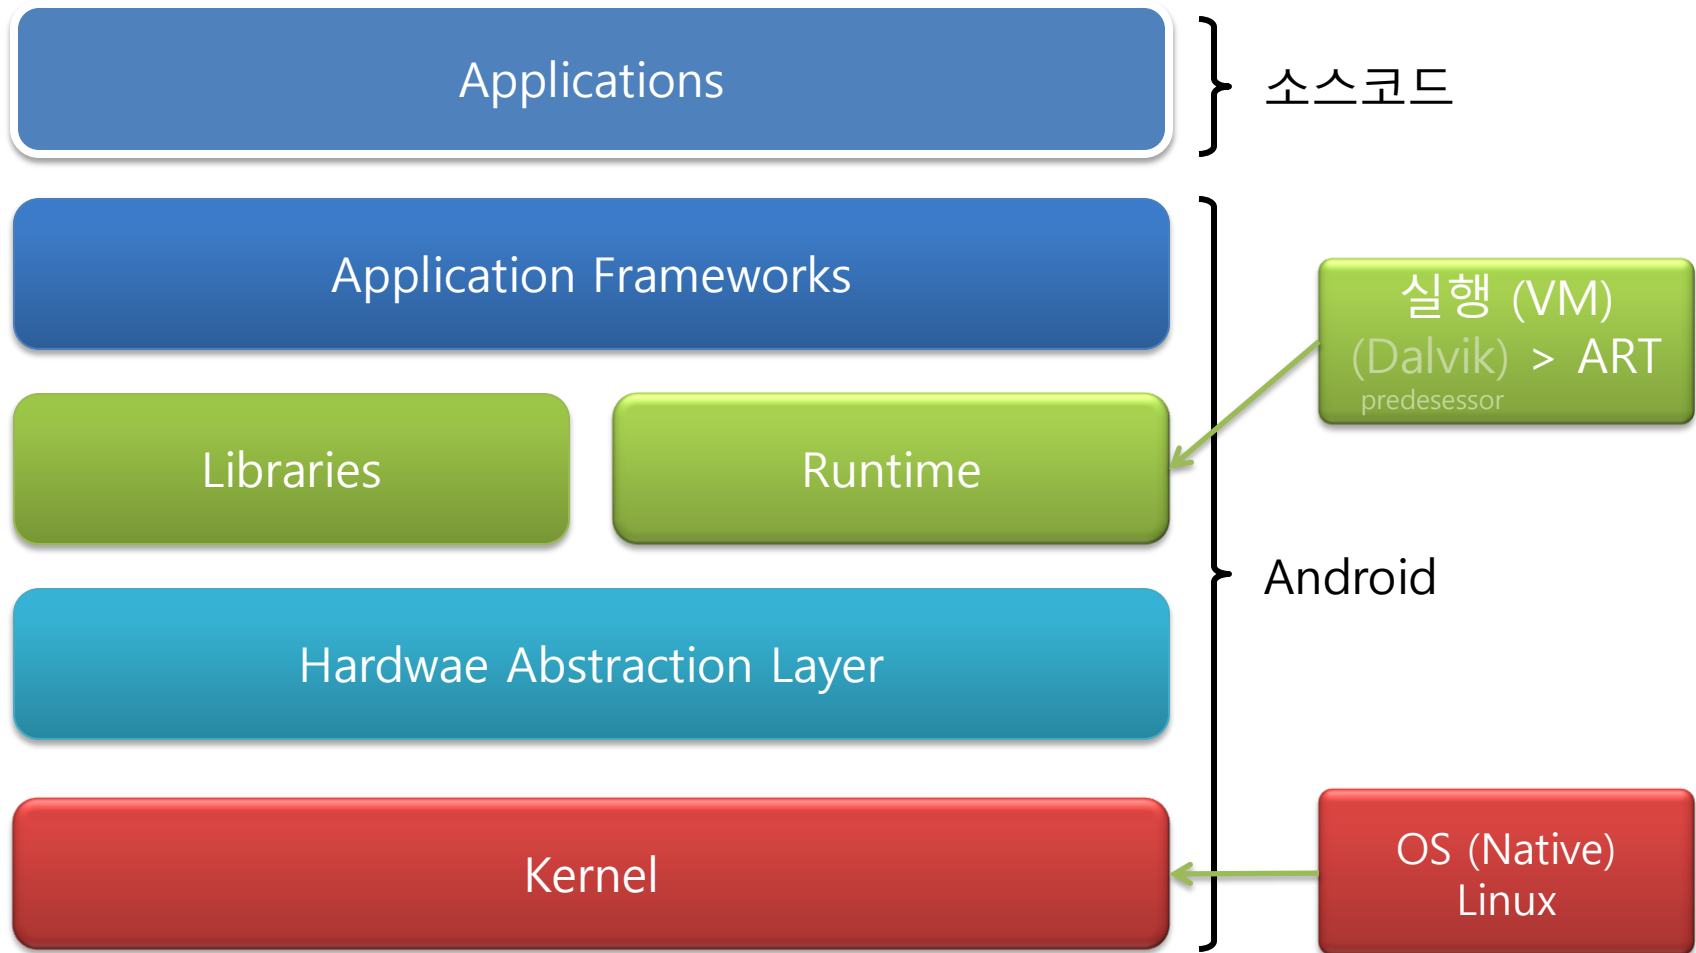 Applications
소스코드
Application Frameworks
실행 (VM)
(Dalvik) > ART
predesessor
Libraries
Runtime
Android
Hardwae Abstraction Layer
Kernel
OS (Native)
Linux